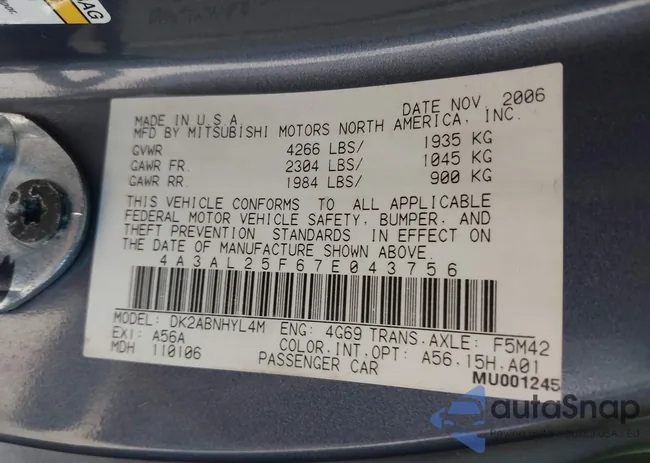 BAG
DATE NOV. 2006
MADE IN U.S.A.
MFD BY MITSUBISHI MOTORS NORTH AMERICA, INC.
GVWR 4266 LBS/ 1935 KG
GAWR FR. 2304 LBS/ 1045 KG
GAWR RR. 1984 LBS/ 900 KG
THIS VEHICLE CONFORMS TO ALL APPLICABLE
FEDERAL MOTOR VEHICLE SAFETY, BUMPER, AND
THEFT PREVENTION STANDARDS IN EFFECT ON
THE DATE OF MANUFACTURE SHOWN ABOVE.
4A3AL25F67E043756
MODEL: DK2ABNHYL4M ENG: 4G69 TRANS.AXLE: F5M42
EXI: A56A COLOR.INT.OPT: A56.15H.A01
MDH 110106 PASSENGER CAR
MU001245
autoSnap